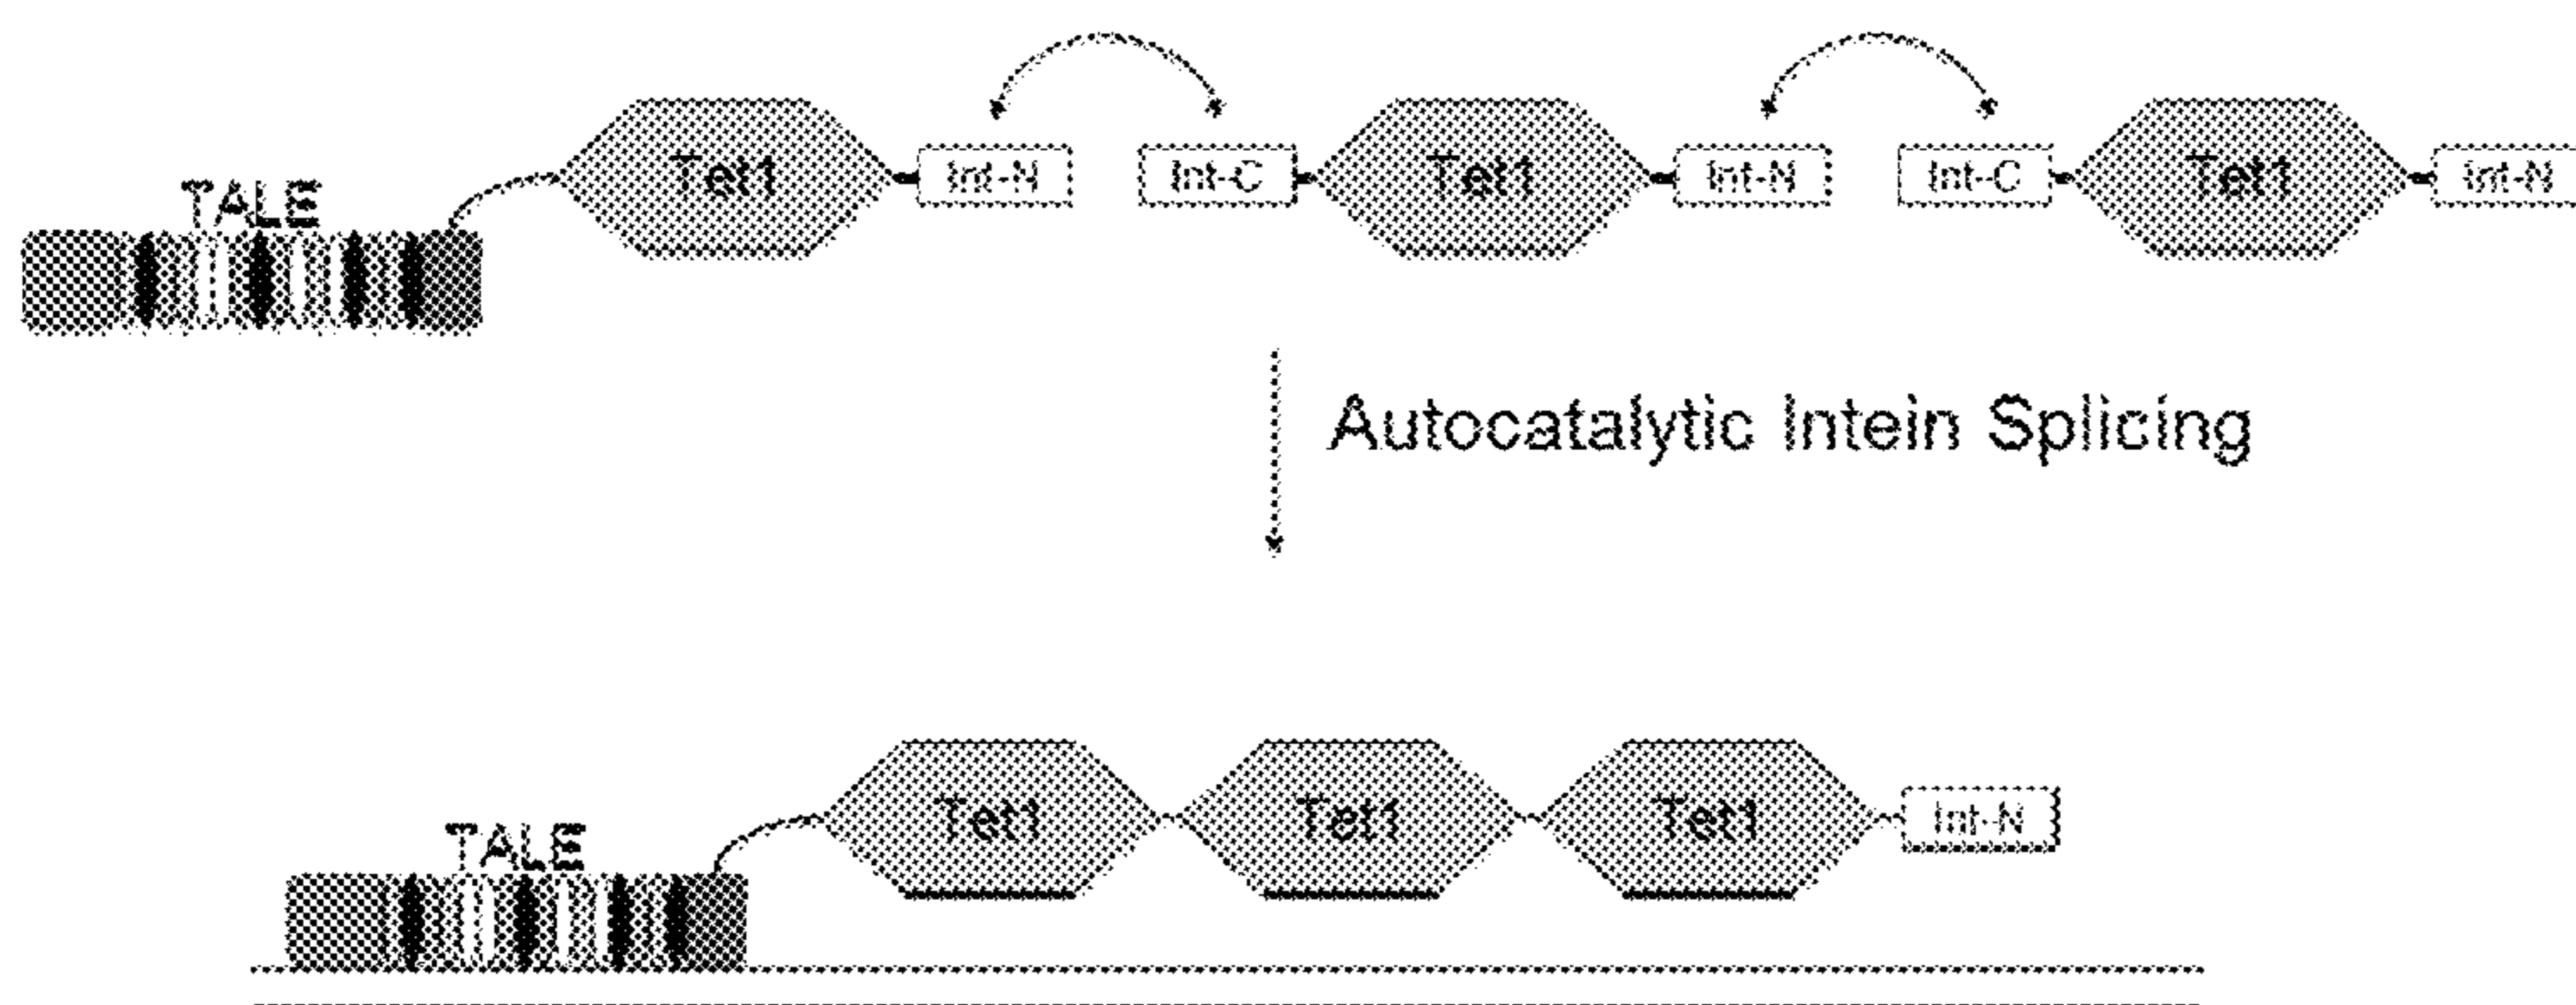 TALE
Tet1 Int-N Int-C Tet1 Int-N Int-C Tet1 Int-N
Autocatalytic Intein Splicing
TALE
Tet1 Tet1 Tet1 Int-N